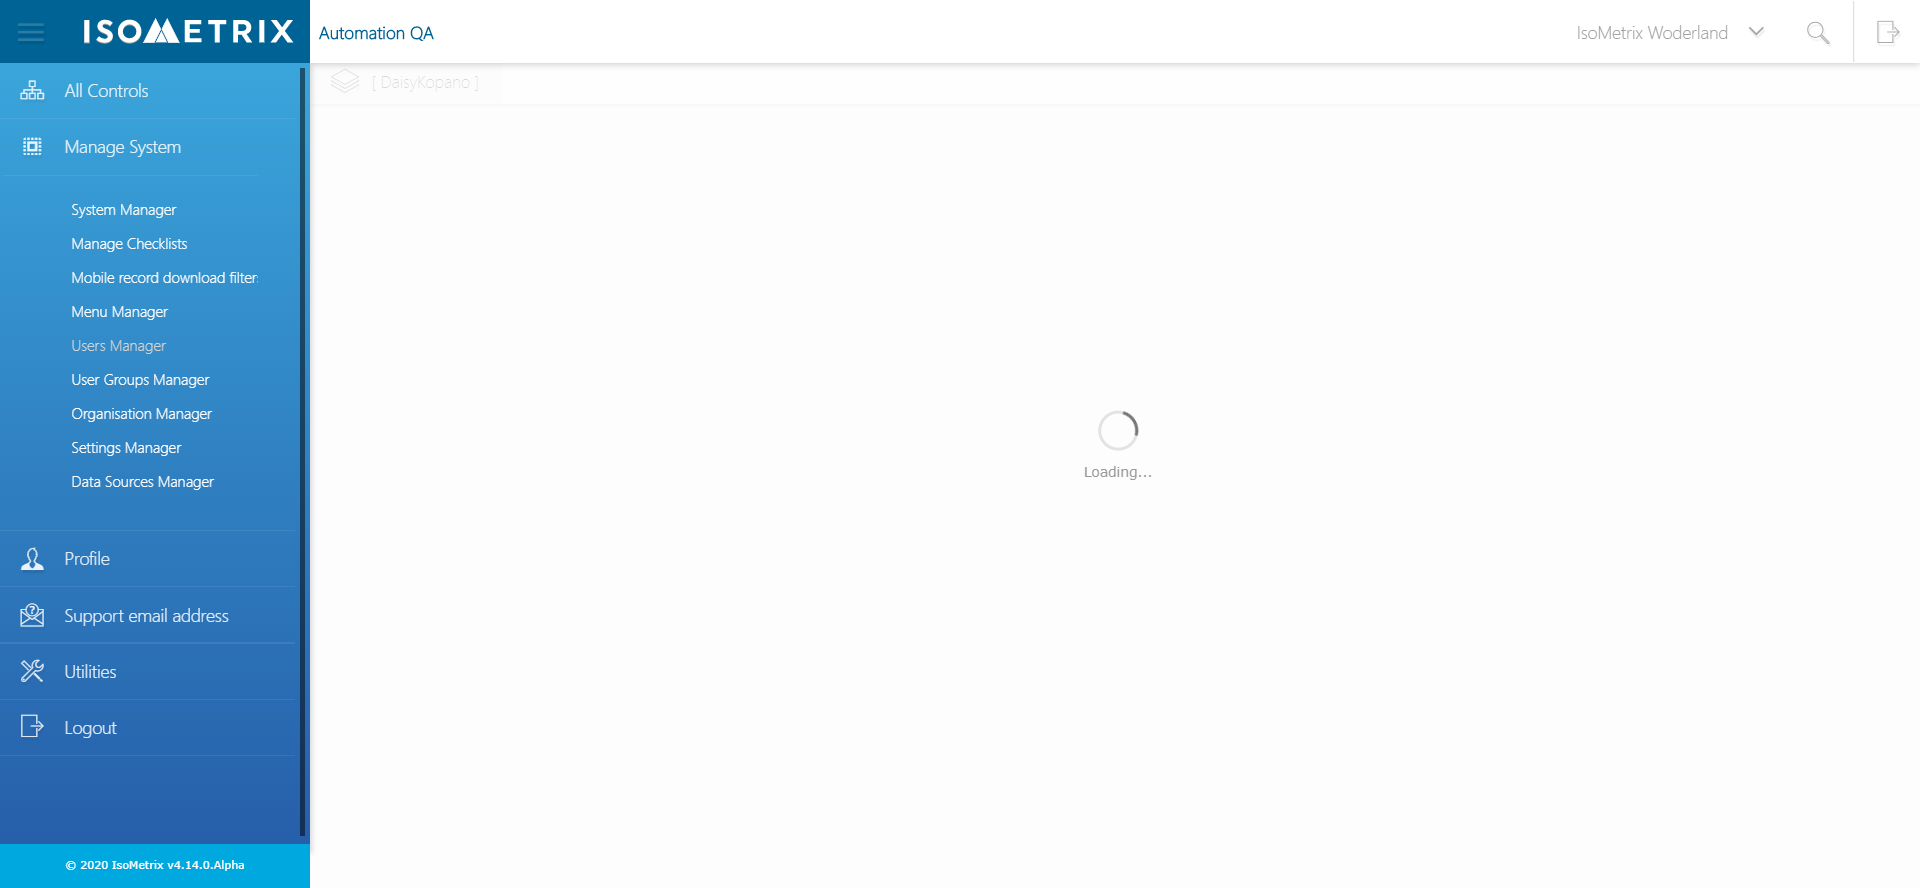 ISOMETRIX
Automation QA
IsoMetrix Woderland
All Controls
[ DaisyKopano ]
Manage System
System Manager
Manage Checklists
Mobile record download filter
Menu Manager
Users Manager
User Groups Manager
Organisation Manager
Settings Manager
Data Sources Manager
Loading...
Profile
Support email address
Utilities
Logout
© 2020 IsoMetrix v4.14.0.Alpha